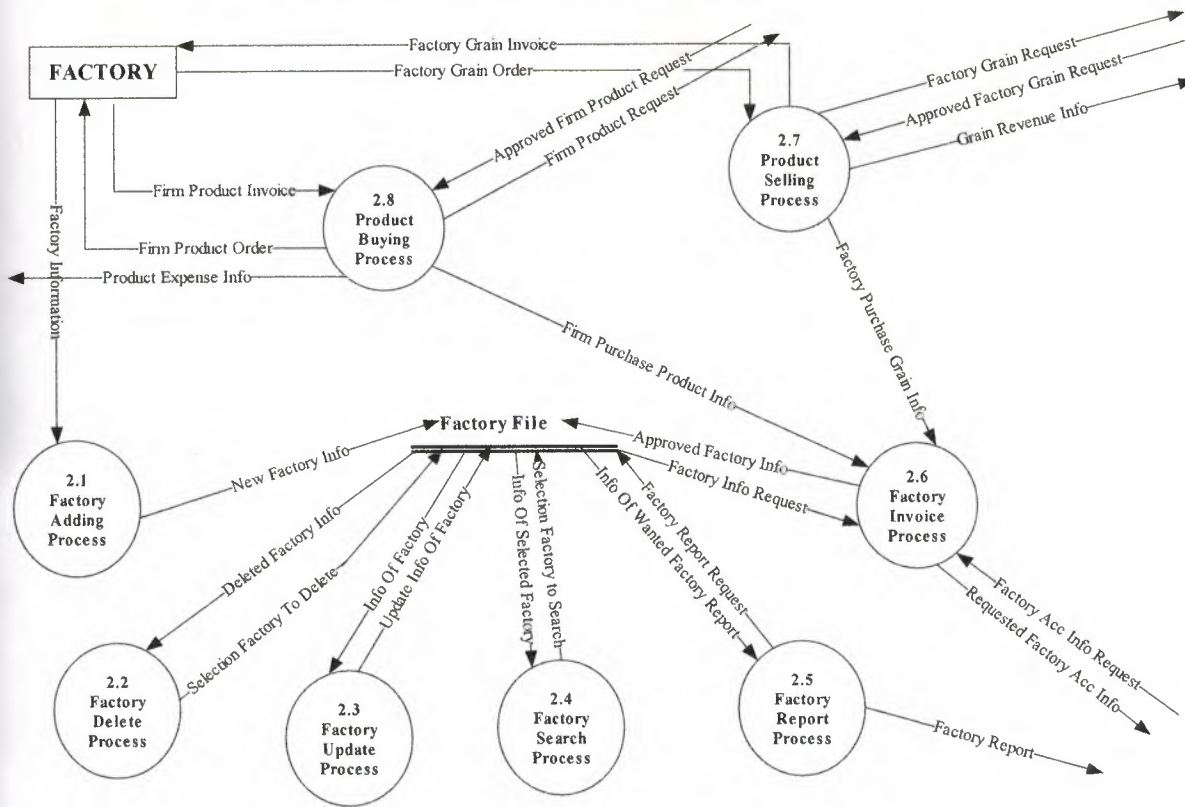 FACTORY
Factory Grain Invoice
Factory Grain Order
Approved Firm Product Request
Firm Product Request
Factory Grain Request
Approved Factory Grain Request
Grain Revenue Info
2.7
Product
Selling
Process
Firm Product Invoice
2.8
Product
Buying
Process
Firm Product Order
Product Expense Info
Factory Information
Firm Purchase Product Info
Factory Purchase Grain Info
Factory File
2.1
Factory
Adding
Process
New Factory Info
Approved Factory Info
Factory Info Request
2.6
Factory
Invoice
Process
Deleted Factory Info
Selection Factory To Delete
Info Of Factory
Update Info Of Factory
Info Of Selected Factory
Selection Factory to Search
Factory Report Request
Info Of Wanted Factory Report
Factory Acc Info Request
Requested Factory Acc Info
2.2
Factory
Delete
Process
2.3
Factory
Update
Process
2.4
Factory
Search
Process
2.5
Factory
Report
Process
Factory Report